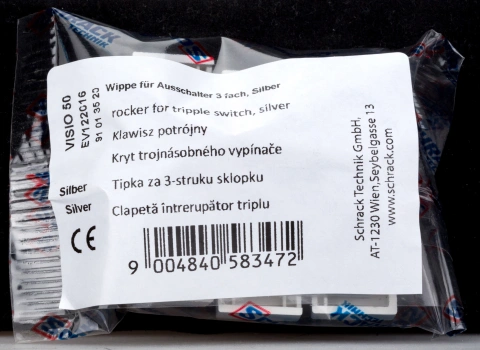 VISIO 50
EV122016
91 01 35 20
Wippe für Ausschalter 3 fach, Silber
rocker for tripple switch, silver
Klawisz potrójny
Kryt trojnásobného vypínače
Silber
Tipka za 3-struku sklopku
Silver
Clapetă întrerupător triplu
CE
9 004840 583472
Schrack Technik GmbH,
AT-1230 Wien,Seybelgasse 13
www.schrack.com